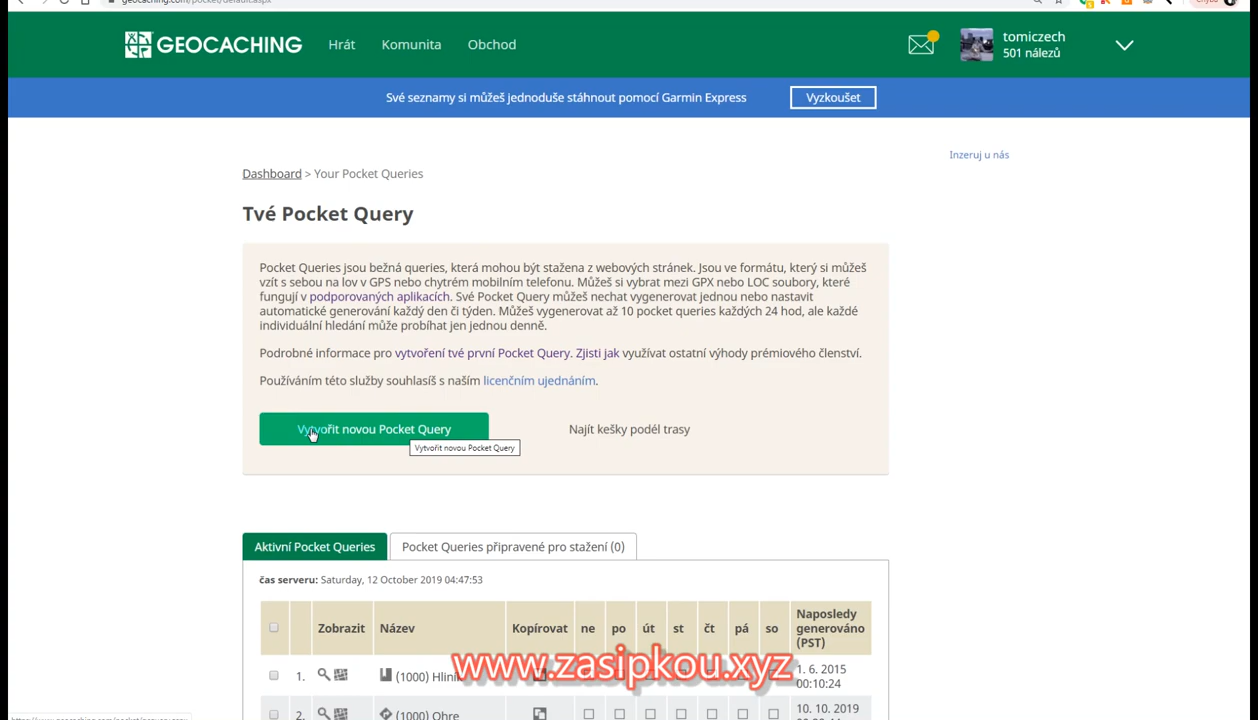 geocaching.com/pocket/default.aspx
Chyba
GEOCACHING
Hrát
Komunita
Obchod
tomiczech
501 nálezů
Své seznamy si můžeš jednoduše stáhnout pomocí Garmin Express
Vyzkoušet
Inzeruj u nás
Dashboard > Your Pocket Queries
Tvé Pocket Query
Pocket Queries jsou bežná queries, která mohou být stažena z webových stránek. Jsou ve formátu, který si můžeš
vzít s sebou na lov v GPS nebo chytrém mobilním telefonu. Můžeš si vybrat mezi GPX nebo LOC soubory, které
fungují v podporovaných aplikacích. Své Pocket Query můžeš nechat vygenerovat jednou nebo nastavit
automatické generování každý den či týden. Můžeš vygenerovat až 10 pocket queries každých 24 hod, ale každé
individuální hledání může probíhat jen jednou denně.
Podrobné informace pro vytvoření tvé první Pocket Query. Zjisti jak využívat ostatní výhody prémiového členství.
Používáním této služby souhlasíš s naším licenčním ujednáním.
Vytvořit novou Pocket Query
Najít kešky podél trasy
Vytvořit novou Pocket Query
Aktivní Pocket Queries
Pocket Queries připravené pro stažení (0)
čas serveru: Saturday, 12 October 2019 04:47:53
Zobrazit
Název
Kopírovat
ne
po
út
st
čt
pá
so
Naposledy
generováno
(PST)
www.zasipkou.xyz
1.
(1000)
1. 6. 2015
00:10:24
2.
(1000) Ohre
10. 10. 2019